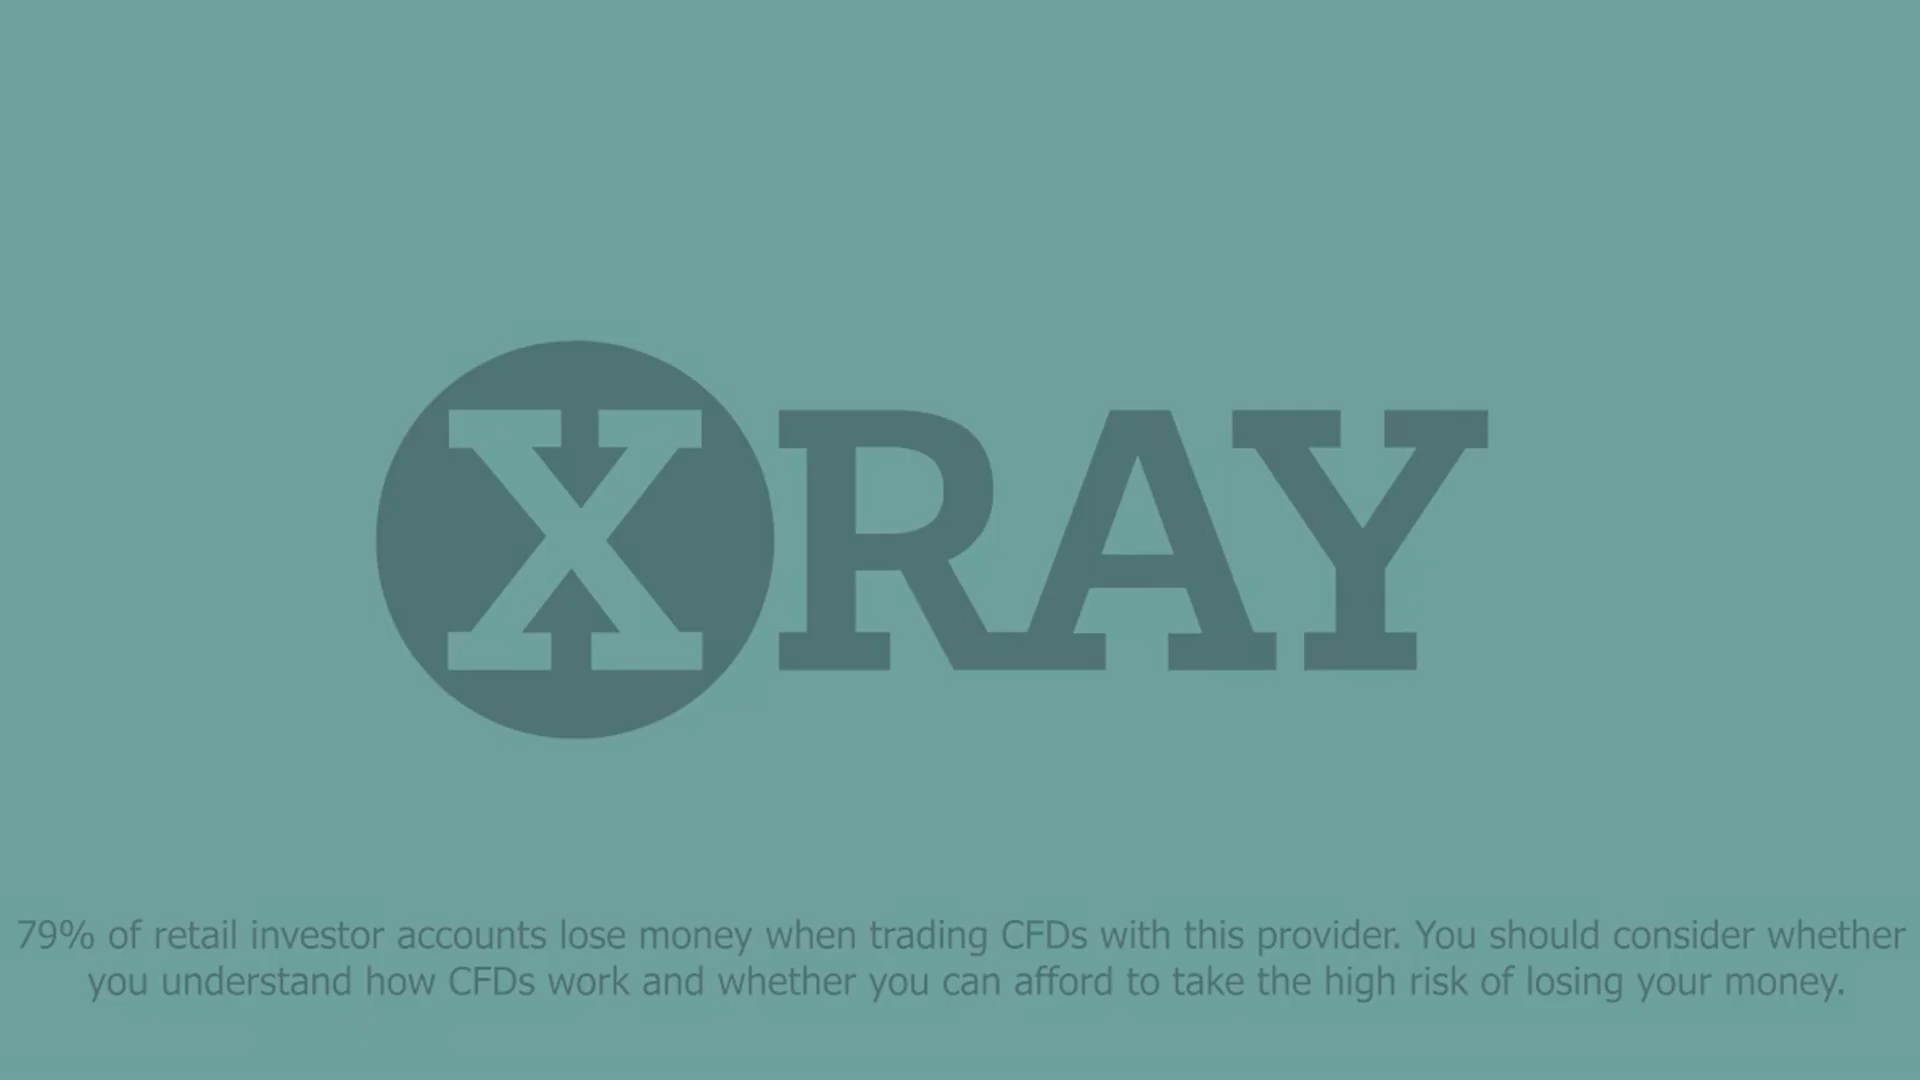 XRAY
79% of retail investor accounts lose money when trading CFDs with this provider. You should consider whether
you understand how CFDs work and whether you can afford to take the high risk of losing your money.